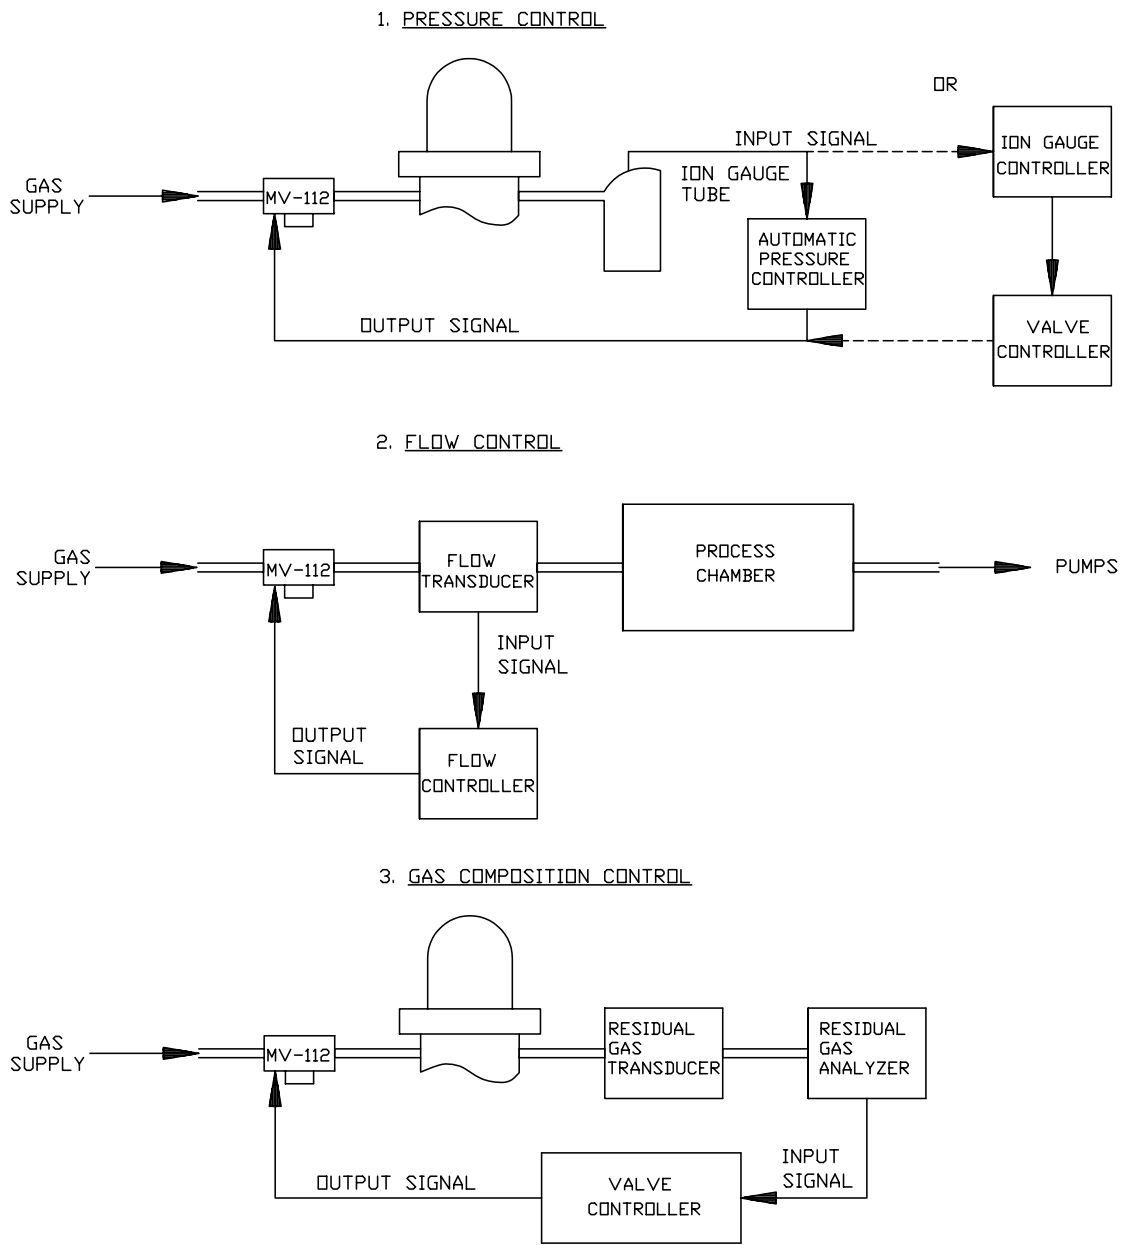 1. PRESSURE CONTROL
OR
INPUT SIGNAL
ION GAUGE
CONTROLLER
ION GAUGE
TUBE
GAS
SUPPLY
MV-112
AUTOMATIC
PRESSURE
CONTROLLER
OUTPUT SIGNAL
VALVE
CONTROLLER
2. FLOW CONTROL
GAS
SUPPLY
MV-112
FLOW
TRANSDUCER
PROCESS
CHAMBER
PUMPS
INPUT
SIGNAL
OUTPUT
SIGNAL
FLOW
CONTROLLER
3. GAS COMPOSITION CONTROL
GAS
SUPPLY
MV-112
RESIDUAL
GAS
TRANSDUCER
RESIDUAL
GAS
ANALYZER
INPUT
SIGNAL
OUTPUT SIGNAL
VALVE
CONTROLLER